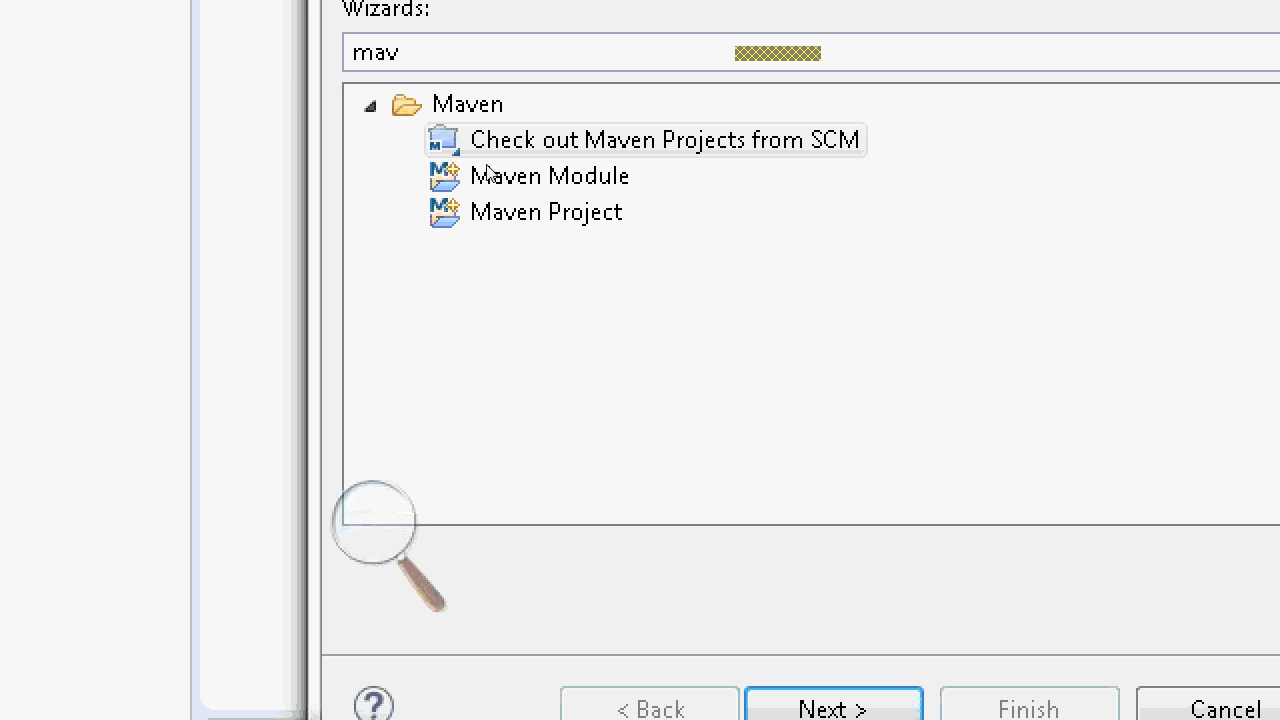 Wizards:
mav
Maven
Check out Maven Projects from SCM
Maven Module
Maven Project
?
< Back
Next >
Finish
Cancel